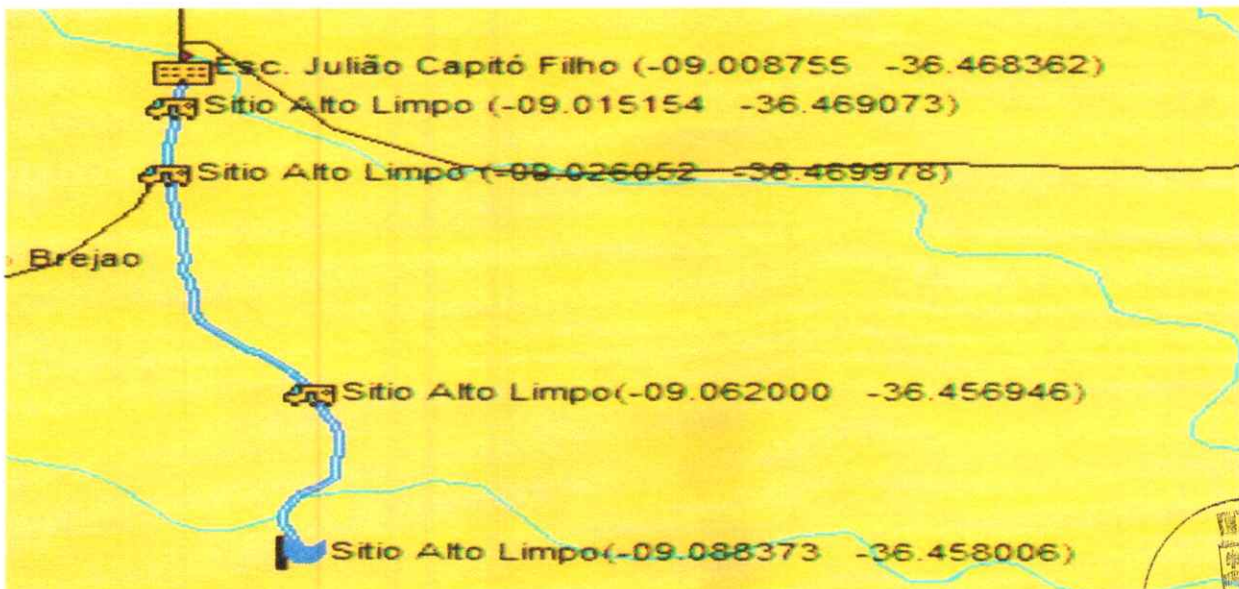 Esc. Julião Capitó Filho (-09.008755 -36.468362)
Sitio Alto Limpo (-09.015154 -36.469073)
Sitio Alto Limpo (-09.026052 -36.469978)
Brejao
Sitio Alto Limpo(-09.062000 -36.456946)
Sitio Alto Limpo(-09.088373 -36.458006)